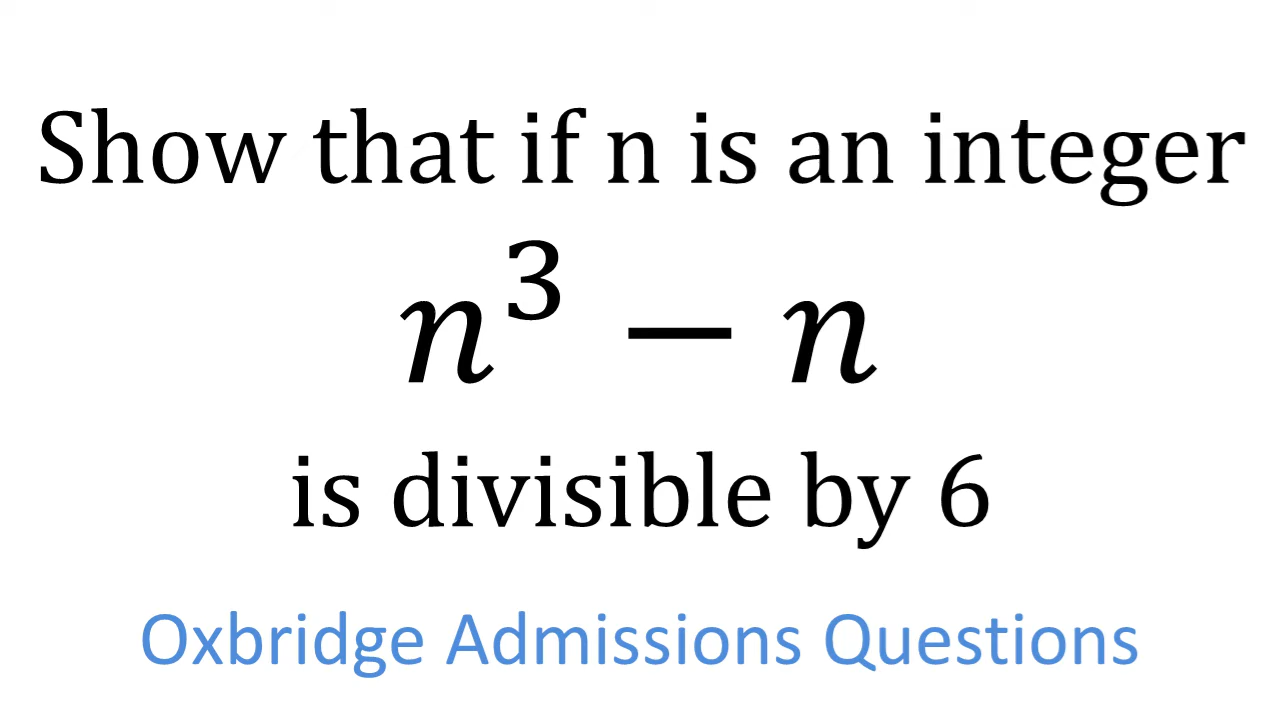 Show that if n is an integer
n³ − n
is divisible by 6
Oxbridge Admissions Questions